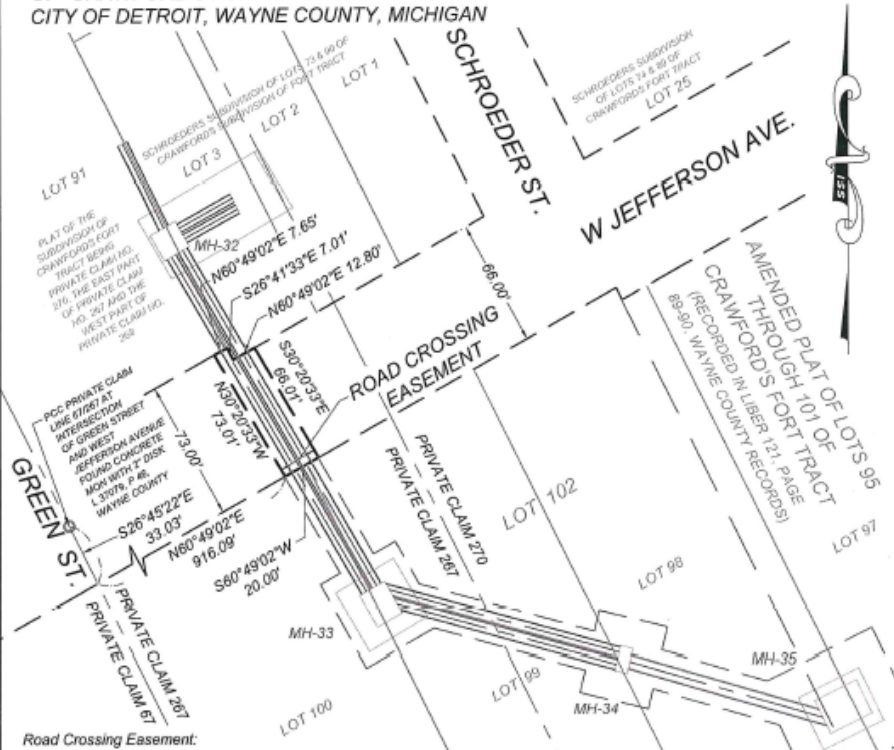 CITY OF DETROIT, WAYNE COUNTY, MICHIGAN
SCHROEDERS SUBDIVISION OF LOTS 73 & 90 OF
CRAWFORDS SUBDIVISION OF FORT TRACT
LOT 1
LOT 2
LOT 3
LOT 91
SCHROEDER ST.
SCHROEDERS SUBDIVISION
OF LOTS 74 & 89 OF
CRAWFORDS FORT TRACT
LOT 25
W JEFFERSON AVE.
ISS
PLAT OF THE
SUBDIVISION OF
CRAWFORDS FORT
TRACT BEING
PRIVATE CLAIM NO.
270, THE EAST PART
OF PRIVATE CLAIM
NO. 267 AND THE
WEST PART OF
PRIVATE CLAIM NO.
MH-32
N60°49'02"E 7.65'
S26°41'33"E 7.01'
N60°49'02"E 12.80'
66.00'
S30°20'33"E
66.01'
N30°20'33"W
73.01'
ROAD CROSSING
EASEMENT
AMENDED PLAT OF LOTS 95
THROUGH 101 OF
CRAWFORD'S FORT TRACT
(RECORDED IN LIBER 121, PAGE
89-90, WAYNE COUNTY RECORDS)
PCC PRIVATE CLAIM
LINE 67/267 AT
INTERSECTION
OF GREEN STREET
AND WEST
JEFFERSON AVENUE
FOUND CONCRETE
MON WITH 2" DISK
L.37079, P.46,
WAYNE COUNTY
73.00'
GREEN ST.
S26°45'22"E
33.03'
N60°49'02"E
916.09'
S60°49'02"W
20.00'
PRIVATE CLAIM 270
PRIVATE CLAIM 267
PRIVATE CLAIM 267
PRIVATE CLAIM 67
LOT 102
LOT 98
LOT 97
LOT 99
LOT 100
MH-33
MH-34
MH-35
Road Crossing Easement: